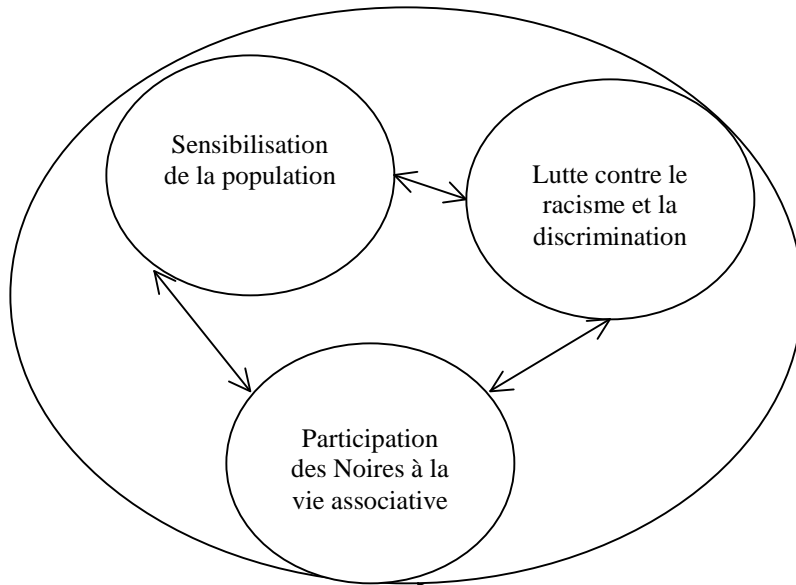 Sensibilisation
de la population
Lutte contre le
racisme et la
discrimination
Participation
des Noires à la
vie associative